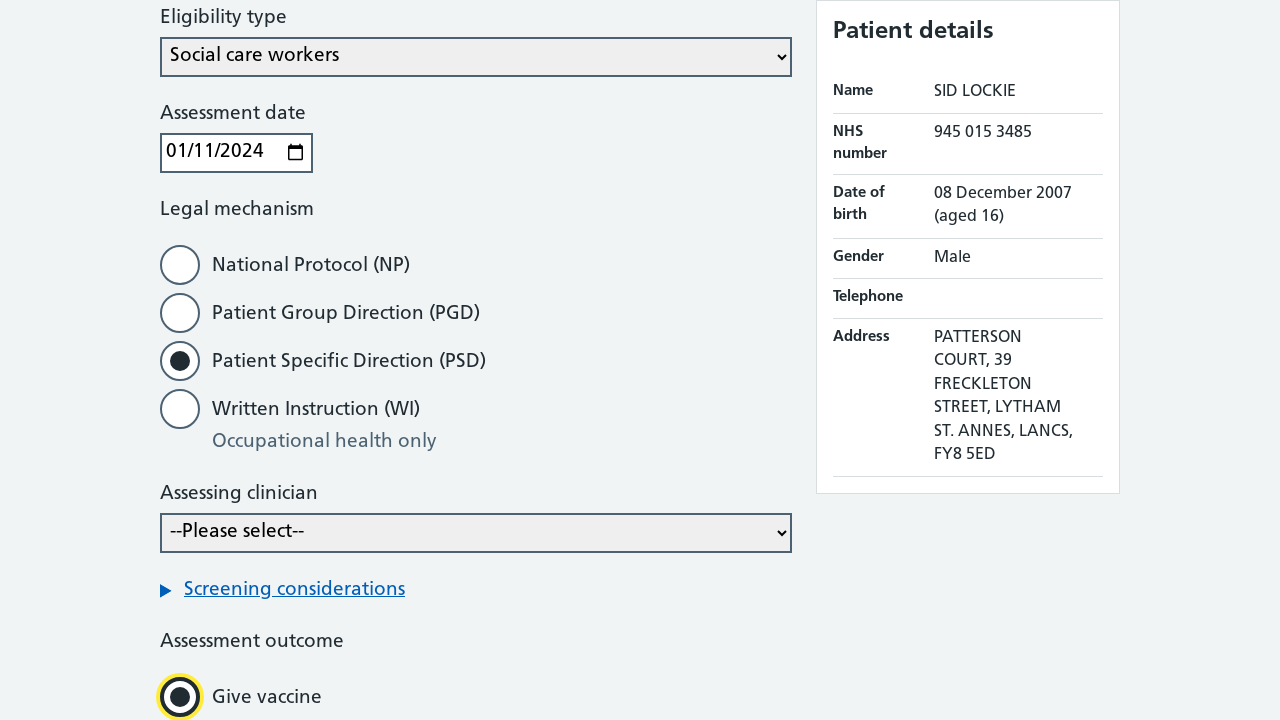 Eligibility type
Social care workers
Assessment date
01/11/2024
Legal mechanism
National Protocol (NP)
Patient Group Direction (PGD)
Patient Specific Direction (PSD)
Written Instruction (WI)
Occupational health only
Assessing clinician
--Please select--
Screening considerations
Assessment outcome
Give vaccine
Patient details
Name SID LOCKIE
NHS number 945 015 3485
Date of birth 08 December 2007
(aged 16)
Gender Male
Telephone
Address PATTERSON
COURT, 39
FRECKLETON
STREET, LYTHAM
ST. ANNES, LANCS,
FY8 5ED